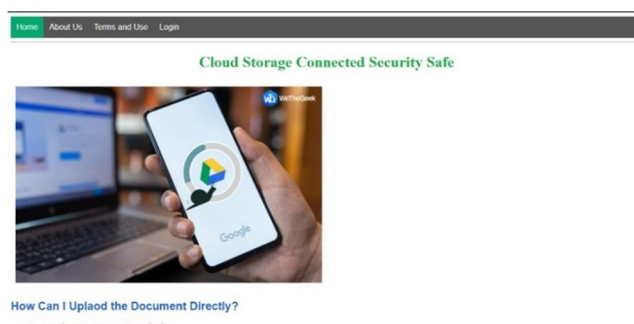 Home About Us Terms and Use Login
Cloud Storage Connected Security Safe
WG WeTheGeek
Google
How Can I Uplaod the Document Directly?